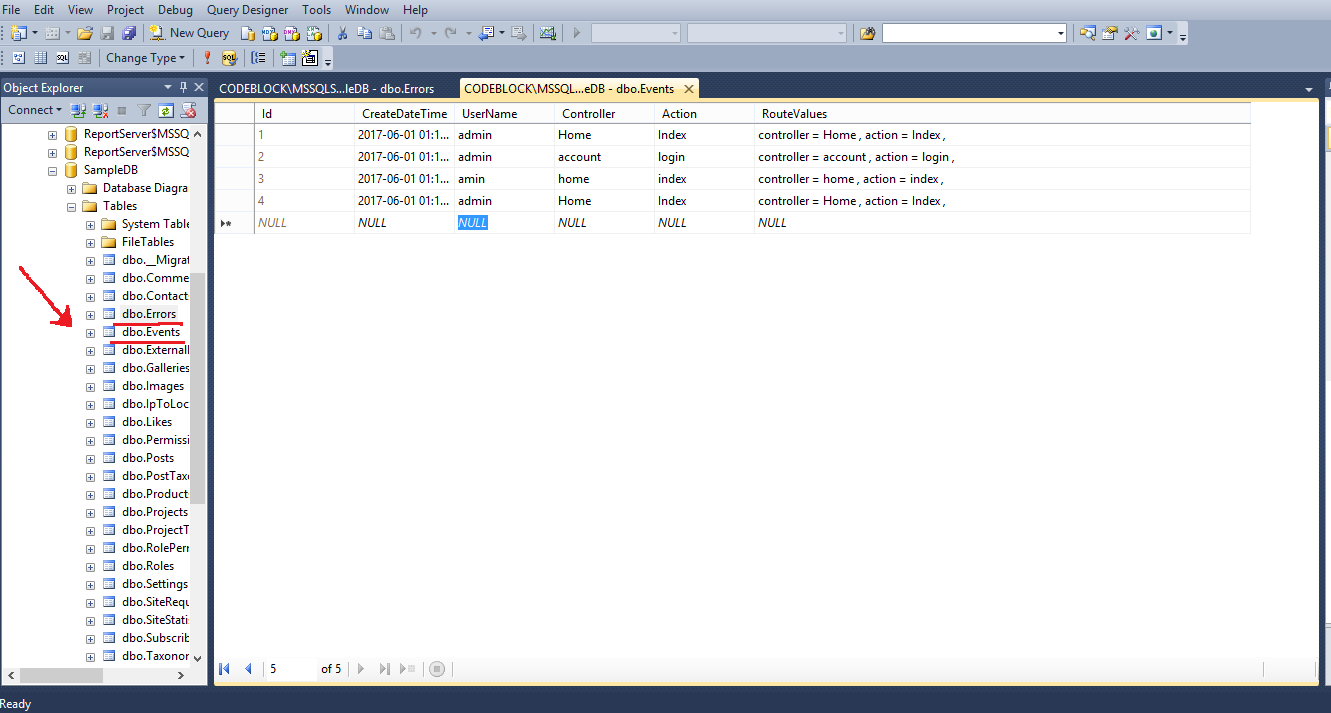 File Edit View Project Debug Query Designer Tools Window Help
New Query
Change Type
Object Explorer
CODEBLOCK\MSSQLS...leDB - dbo.Errors
CODEBLOCK\MSSQL...eDB - dbo.Events
Connect
ReportServer$MSSQ
ReportServer$MSSQ
SampleDB
Database Diagra
Tables
System Table
FileTables
dbo.__Migrat
dbo.Comme
dbo.Contact
dbo.Errors
dbo.Events
dbo.Externall
dbo.Galleries
dbo.Images
dbo.IpToLoc
dbo.Likes
dbo.Permissi
dbo.Posts
dbo.PostTaxo
dbo.Product
dbo.Projects
dbo.ProjectT
dbo.RolePerr
dbo.Roles
dbo.Settings
dbo.SiteRequ
dbo.SiteStati
dbo.Subscrib
dbo.Taxonor
Id CreateDateTime UserName Controller Action RouteValues
1 2017-06-01 01:1... admin Home Index controller = Home , action = Index ,
2 2017-06-01 01:1... admin account login controller = account , action = login ,
3 2017-06-01 01:1... amin home index controller = home , action = index ,
4 2017-06-01 01:1... admin Home Index controller = Home , action = Index ,
NULL NULL NULL NULL NULL NULL
5 of 5
Ready